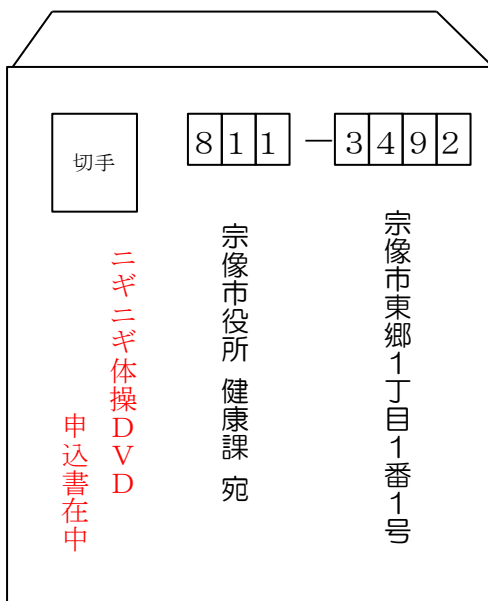 切手
811-3492
宗像市東郷1丁目1番1号
宗像市役所 健康課 宛
ニギニギ体操DVD
申込書在中